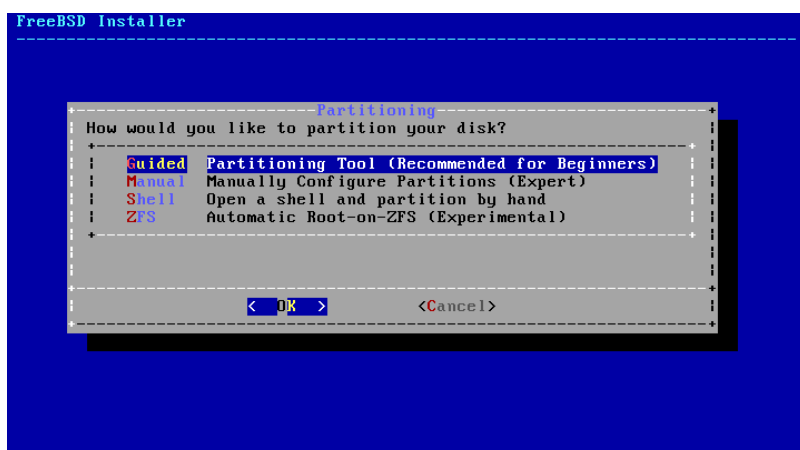 FreeBSD Installer
Partitioning
How would you like to partition your disk?
Guided Partitioning Tool (Recommended for Beginners)
Manual Manually Configure Partitions (Expert)
Shell Open a shell and partition by hand
ZFS Automatic Root-on-ZFS (Experimental)
< OK > <Cancel>